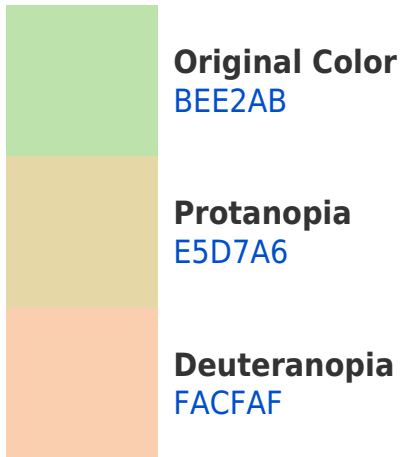 Original Color
BEE2AB
Protanopia
E5D7A6
Deuteranopia
FACFAF